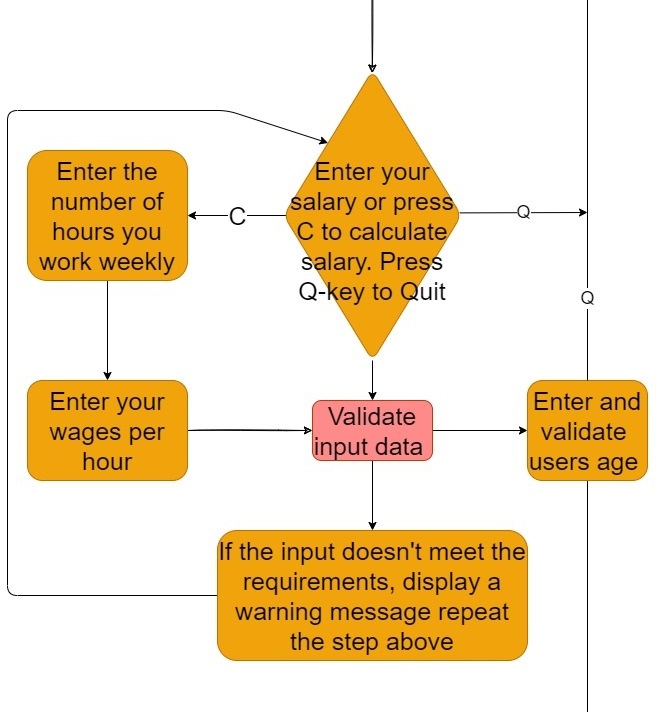 Enter your
salary or press
C to calculate
salary. Press
Q-key to Quit
C
Q
Enter the
number of
hours you
work weekly
Q
Enter your
wages per
hour
Validate
input data
Enter and
validate
users age
If the input doesn't meet the
requirements, display a
warning message repeat
the step above